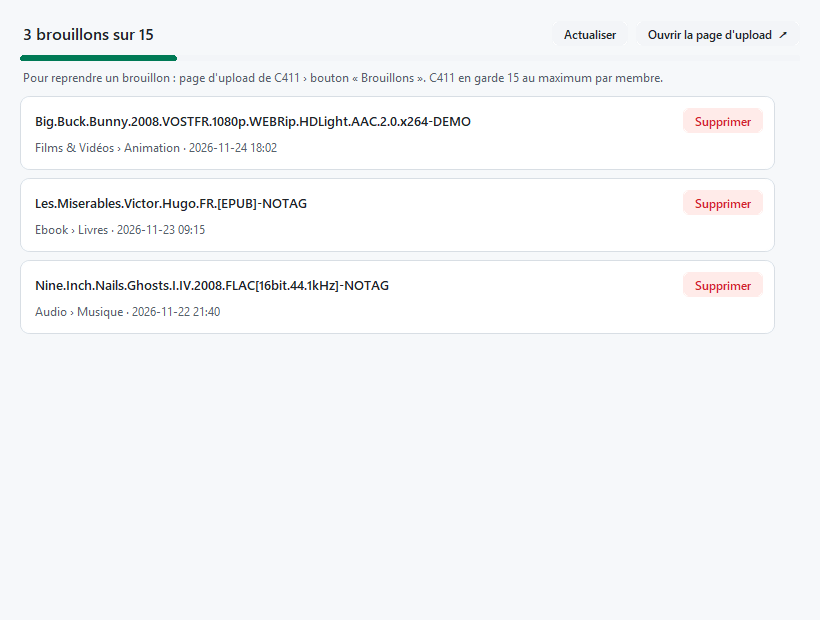 3 brouillons sur 15
Actualiser
Ouvrir la page d'upload ↗
Pour reprendre un brouillon : page d'upload de C411 › bouton « Brouillons ». C411 en garde 15 au maximum par membre.
Big.Buck.Bunny.2008.VOSTFR.1080p.WEBRip.HDLight.AAC.2.0.x264-DEMO
Supprimer
Films & Vidéos › Animation · 2026-11-24 18:02
Les.Miserables.Victor.Hugo.FR.[EPUB]-NOTAG
Supprimer
Ebook › Livres · 2026-11-23 09:15
Nine.Inch.Nails.Ghosts.I.IV.2008.FLAC[16bit.44.1kHz]-NOTAG
Supprimer
Audio › Musique · 2026-11-22 21:40